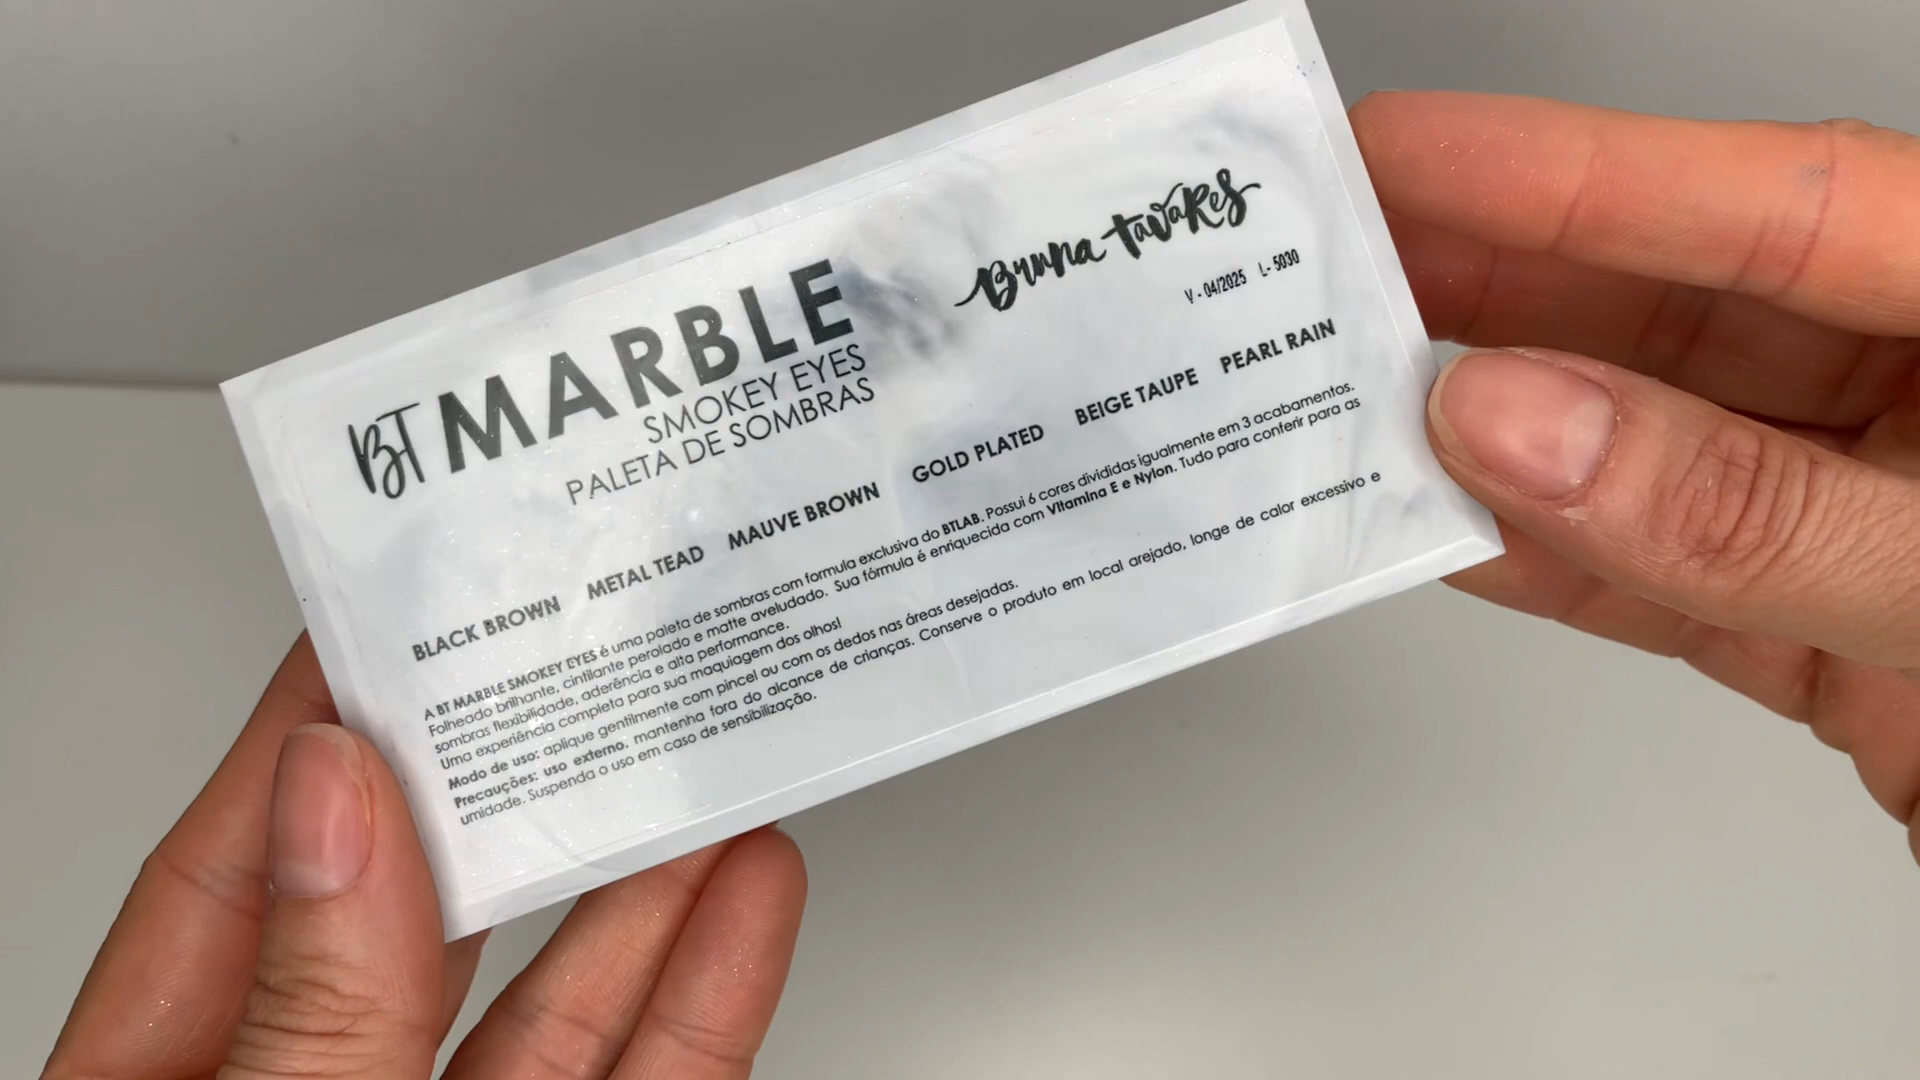 BT MARBLE
SMOKEY EYES
PALETA DE SOMBRAS
Bruna Tavares
V - 04/2025 L- 5030
BLACK BROWN METAL TEAD MAUVE BROWN GOLD PLATED BEIGE TAUPE PEARL RAIN
A BT MARBLE SMOKEY EYES é uma paleta de sombras com formula exclusiva do BTLAB. Possui 6 cores divididas igualmente em 3 acabamentos.
Folheado brilhante, cintilante perolado e matte aveludado. Sua fórmula é enriquecida com Vitamina E e Nylon. Tudo para conferir para as
sombras flexibilidade, aderência e alta performance.
Uma experiência completa para sua maquiagem dos olhos!
Modo de uso: aplique gentilmente com pincel ou com os dedos nas áreas desejadas.
Precauções: uso externo. mantenha fora do alcance de crianças. Conserve o produto em local arejado, longe de calor excessivo e
umidade. Suspenda o uso em caso de sensibilização.